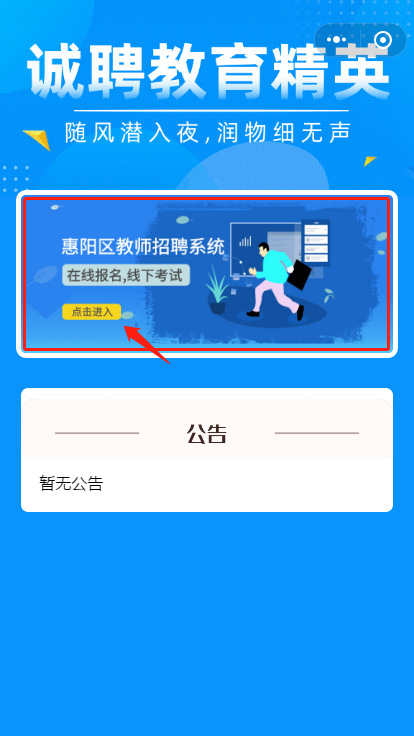 诚聘教育精英
随风潜入夜,润物细无声
惠阳区教师招聘系统
在线报名,线下考试
点击进入
公告
暂无公告